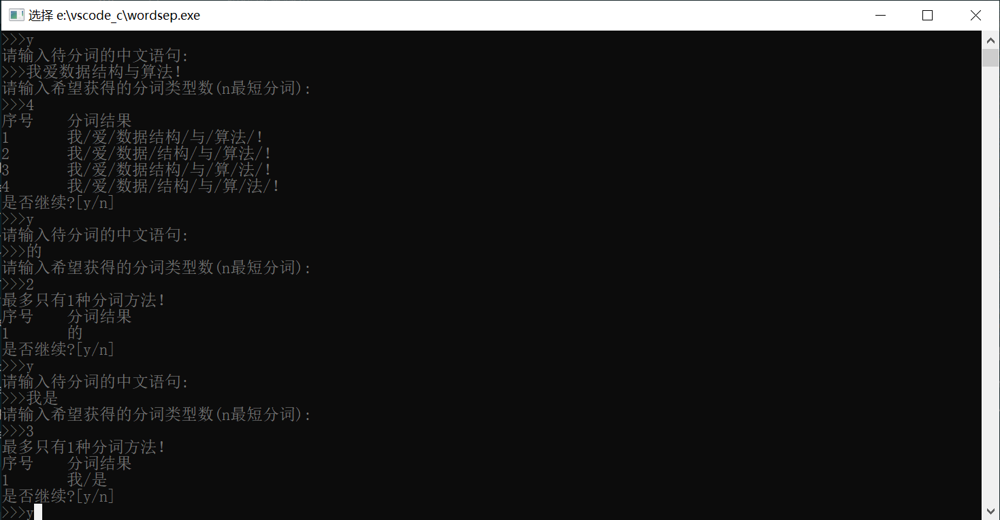 选择 e:\vscode_c\wordsep.exe
>>>y
请输入待分词的中文语句:
>>>我爱数据结构与算法!
请输入希望获得的分词类型数(n最短分词):
>>>4
序号 分词结果
1 我/爱/数据结构/与/算法/!
2 我/爱/数据/结构/与/算法/!
3 我/爱/数据结构/与/算/法/!
4 我/爱/数据/结构/与/算/法/!
是否继续?[y/n]
>>>y
请输入待分词的中文语句:
>>>的
请输入希望获得的分词类型数(n最短分词):
>>>2
最多只有1种分词方法!
序号 分词结果
1 的
是否继续?[y/n]
>>>y
请输入待分词的中文语句:
>>>我是
请输入希望获得的分词类型数(n最短分词):
>>>3
最多只有1种分词方法!
序号 分词结果
1 我/是
是否继续?[y/n]
>>>y